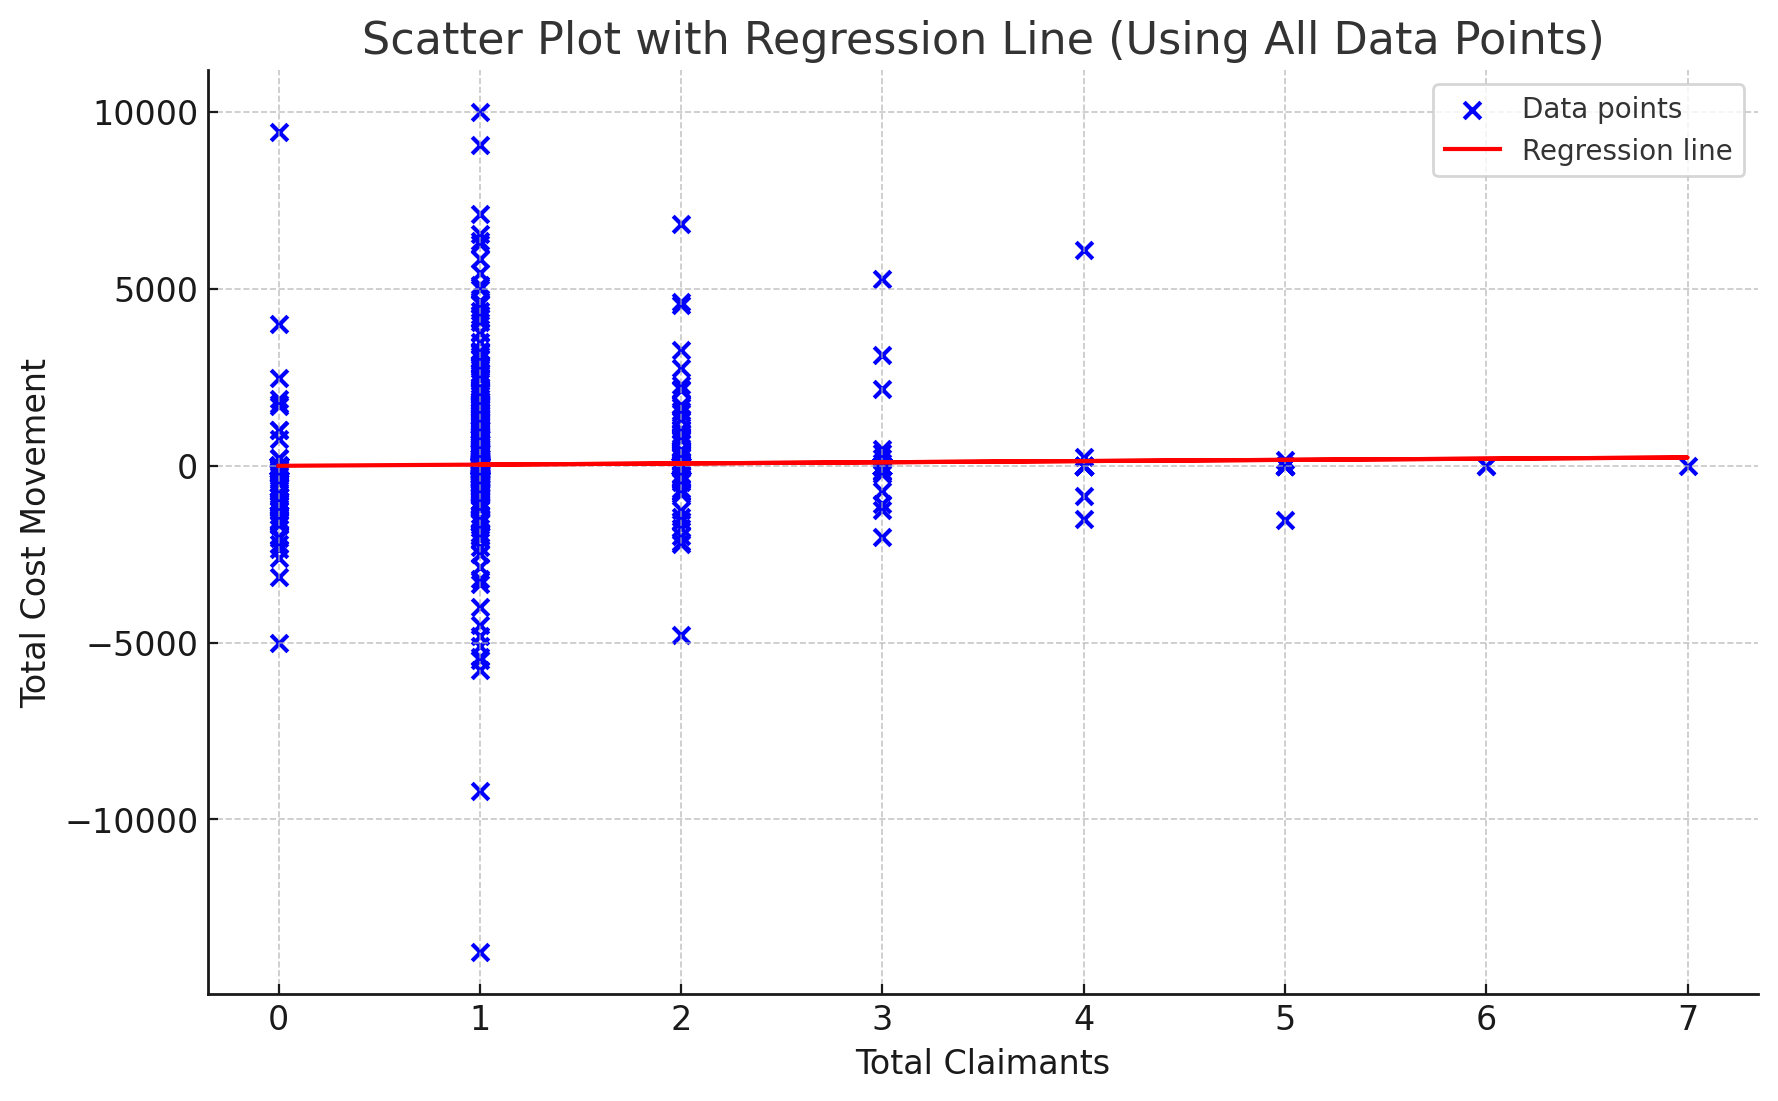 Scatter Plot with Regression Line (Using All Data Points)
Data points
Regression line
10000
5000
0
−5000
−10000
Total Cost Movement
0 1 2 3 4 5 6 7
Total Claimants